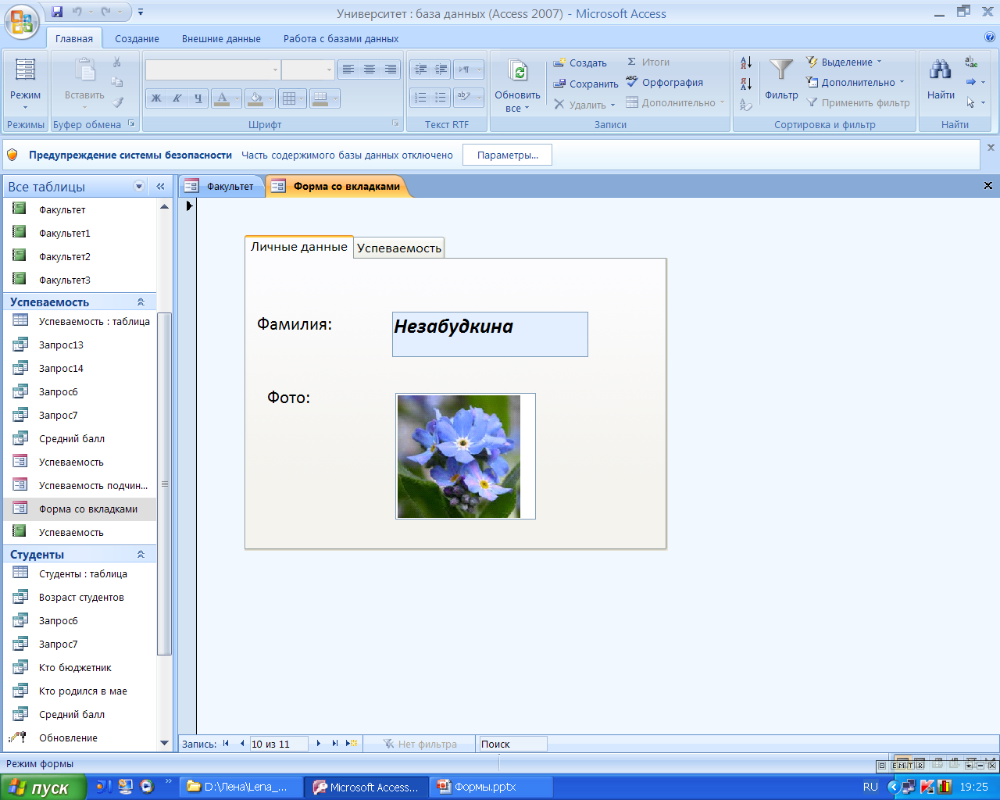 Университет : база данных (Access 2007) - Microsoft Access
Главная Создание Внешние данные Работа с базами данных
Режим
Режимы
Вставить
Буфер обмена
Ж К Ч А
Шрифт
Текст RTF
Обновить все
Создать
Сохранить
Удалить
Итоги
Орфография
Дополнительно
Записи
Фильтр
Выделение
Дополнительно
Применить фильтр
Сортировка и фильтр
Найти
Найти
Предупреждение системы безопасности Часть содержимого базы данных отключено Параметры...
Все таблицы
Факультет
Факультет1
Факультет2
Факультет3
Успеваемость
Успеваемость : таблица
Запрос13
Запрос14
Запрос6
Запрос7
Средний балл
Успеваемость
Успеваемость подчин...
Форма со вкладками
Успеваемость
Студенты
Студенты : таблица
Возраст студентов
Запрос6
Запрос7
Кто бюджетник
Кто родился в мае
Средний балл
Обновление
Факультет Форма со вкладками
Личные данные Успеваемость
Фамилия: Незабудкина
Фото:
Запись: 10 из 11 Нет фильтра Поиск
Режим формы
пуск D:\Лена\Lena_... Microsoft Access... Формы.pptx RU 19:25